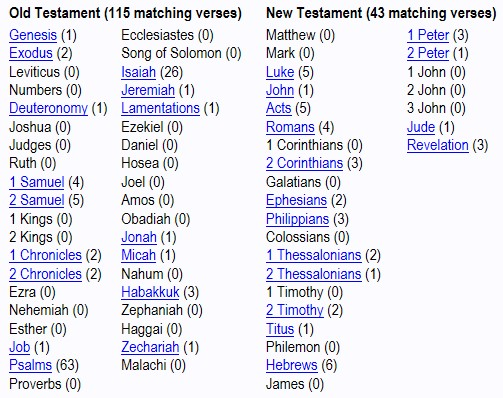 Old Testament (115 matching verses)
Genesis (1)
Exodus (2)
Leviticus (0)
Numbers (0)
Deuteronomy (1)
Joshua (0)
Judges (0)
Ruth (0)
1 Samuel (4)
2 Samuel (5)
1 Kings (0)
2 Kings (0)
1 Chronicles (2)
2 Chronicles (2)
Ezra (0)
Nehemiah (0)
Esther (0)
Job (1)
Psalms (63)
Proverbs (0)
Ecclesiastes (0)
Song of Solomon (0)
Isaiah (26)
Jeremiah (1)
Lamentations (1)
Ezekiel (0)
Daniel (0)
Hosea (0)
Joel (0)
Amos (0)
Obadiah (0)
Jonah (1)
Micah (1)
Nahum (0)
Habakkuk (3)
Zephaniah (0)
Haggai (0)
Zechariah (1)
Malachi (0)
New Testament (43 matching verses)
Matthew (0)
Mark (0)
Luke (5)
John (1)
Acts (5)
Romans (4)
1 Corinthians (0)
2 Corinthians (3)
Galatians (0)
Ephesians (2)
Philippians (3)
Colossians (0)
1 Thessalonians (2)
2 Thessalonians (1)
1 Timothy (0)
2 Timothy (2)
Titus (1)
Philemon (0)
Hebrews (6)
James (0)
1 Peter (3)
2 Peter (1)
1 John (0)
2 John (0)
3 John (0)
Jude (1)
Revelation (3)